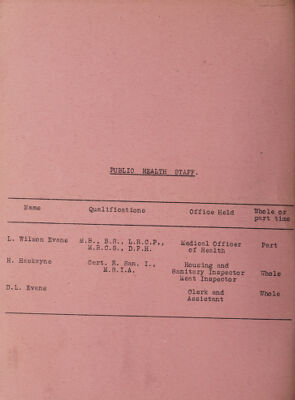 PUBLIC HEALTH STAFF.
Name Qualifications Office Held Whole or part time
L. Wilson Evans M.B., B.S., L.R.C.P., M.R.C.S., D.P.H. Medical Officer of Health Part
H. Hacksyne Cert. R. San. I., M.S.I.A. Housing and Sanitary Inspector Meat Inspector Whole
D.L. Evans Clerk and Assistant Whole